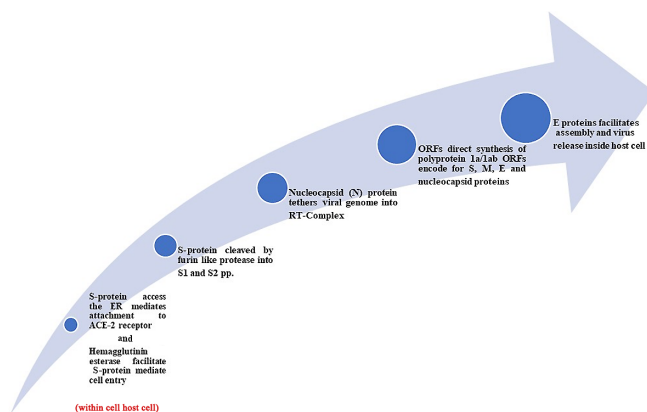 S-protein access
the ER mediates
attachment to
ACE-2 receptor
and
Hemagglutinin
esterase facilitate
S-protein mediate
cell entry
(within cell host cell)
S-protein cleaved by
furin like protease into
S1 and S2 pp.
Nucleocapsid (N) protein
tethers viral genome into
RT-Complex
ORFs direct synthesis of
polyprotein 1a/1ab ORFs
encode for S, M, E and
nucleocapsid proteins
E proteins facilitates
assembly and virus
release inside host cell